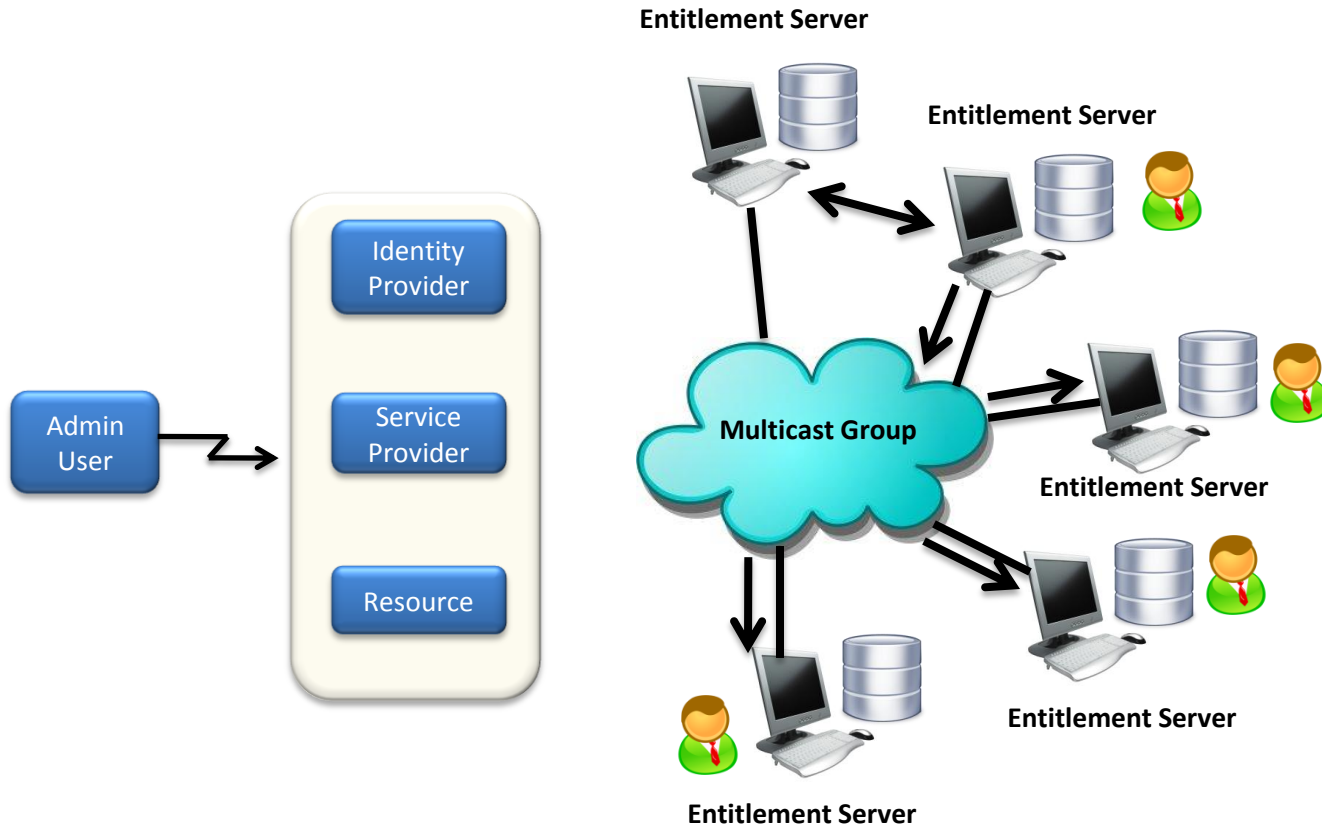 Entitlement Server
Entitlement Server
Identity
Provider
Admin
User
Service
Provider
Multicast Group
Entitlement Server
Resource
Entitlement Server
Entitlement Server